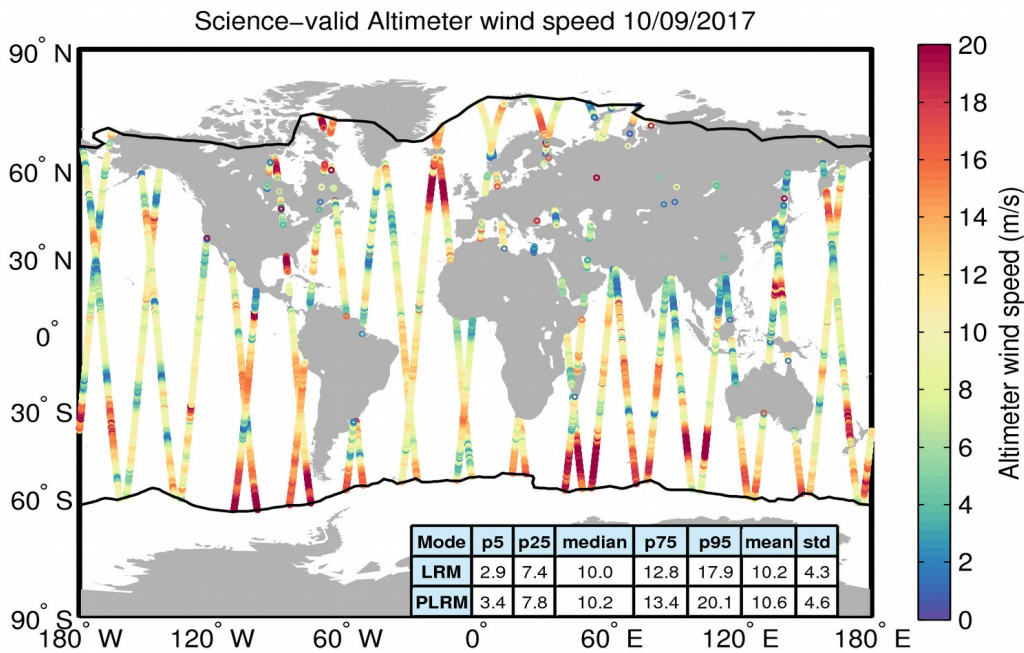 Science-valid Altimeter wind speed 10/09/2017
90° N
60° N
30° N
0°
30° S
60° S
90° S
180° W
120° W
60° W
0°
60° E
120° E
180° E
Mode p5 p25 median p75 p95 mean std
LRM 2.9 7.4 10.0 12.8 17.9 10.2 4.3
PLRM 3.4 7.8 10.2 13.4 20.1 10.6 4.6
20
18
16
14
12
10
8
6
4
2
0
Altimeter wind speed (m/s)